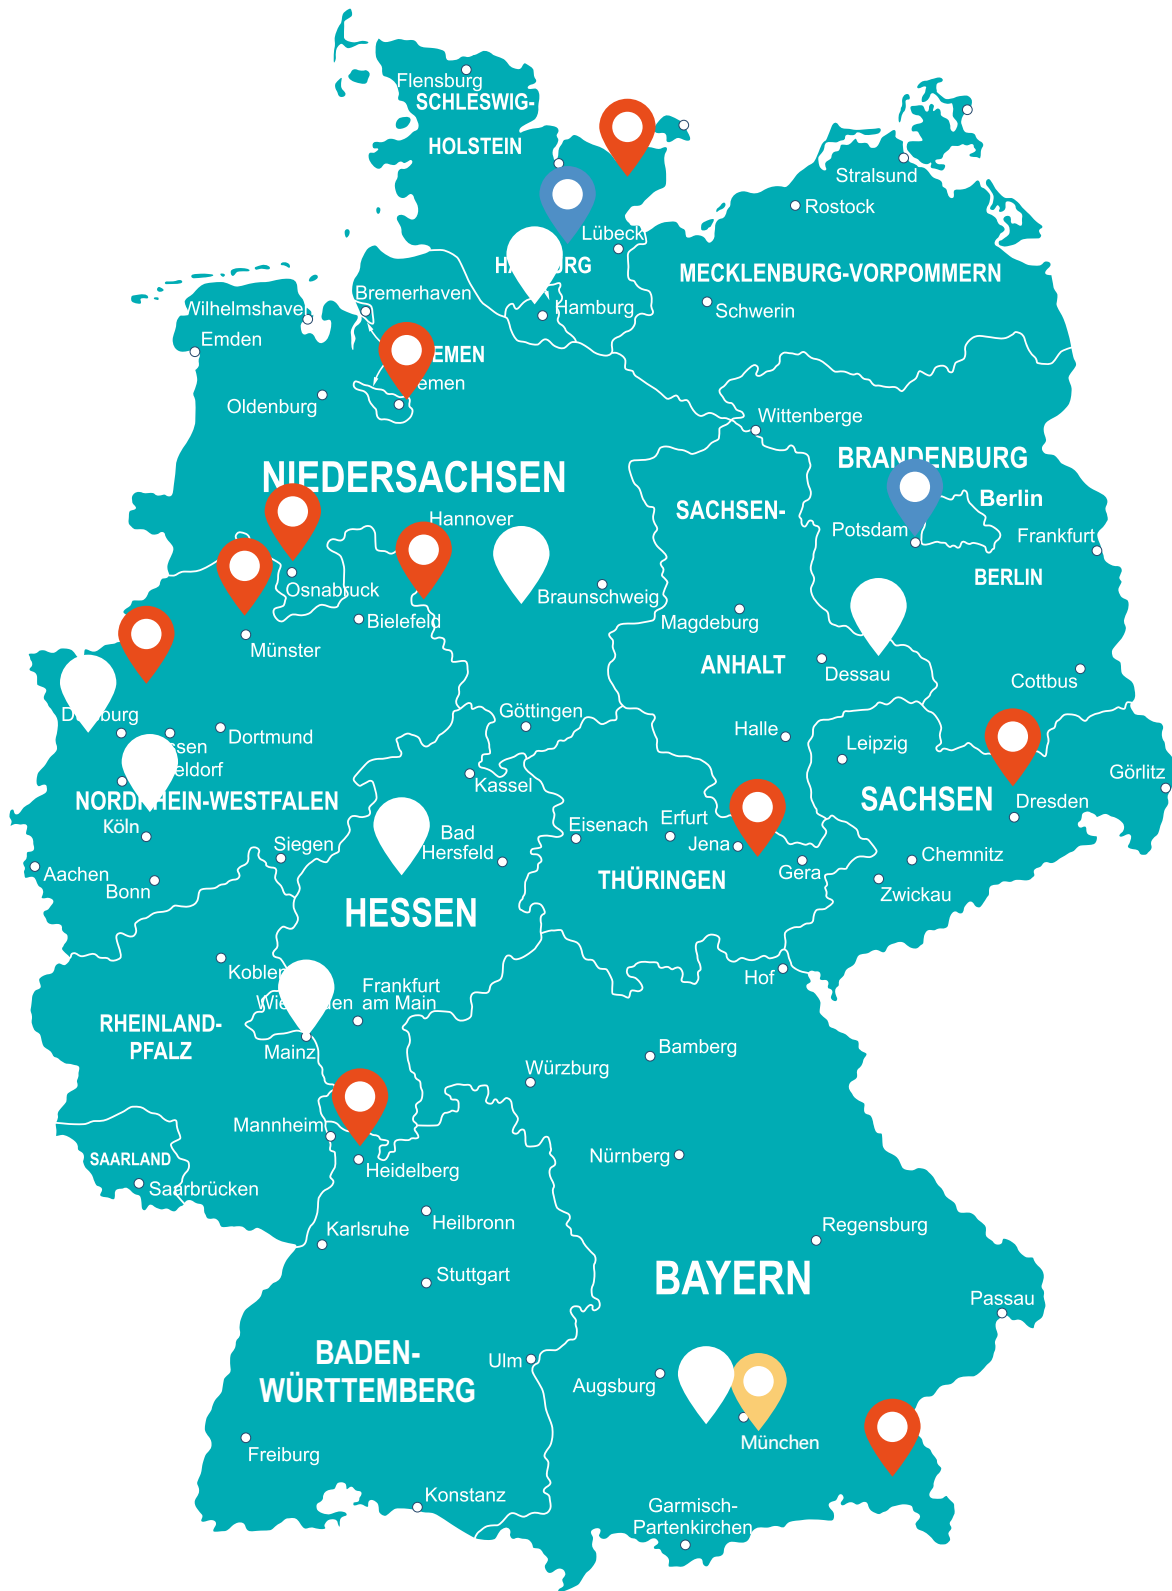 Flensburg
SCHLESWIG-
HOLSTEIN
Stralsund
Rostock
Lübeck
MECKLENBURG-VORPOMMERN
Schwerin
Hamburg
Bremerhaven
Wilhelmshaven
Emden
Oldenburg
Wittenberge
BRANDENBURG
NIEDERSACHSEN
SACHSEN-
Berlin
Hannover
Potsdam
Frankfurt
BERLIN
Osnabruck
Braunschweig
Bielefeld
Magdeburg
Münster
ANHALT
Dessau
Cottbus
Göttingen
Dortmund
Halle
Leipzig
Görlitz
Kassel
SACHSEN
NORDRHEIN-WESTFALEN
Dresden
Köln
Eisenach
Erfurt
Bad
Hersfeld
Siegen
Jena
Chemnitz
Aachen
Gera
THÜRINGEN
Bonn
Zwickau
HESSEN
Hof
Frankfurt
am Main
RHEINLAND-
PFALZ
Mainz
Bamberg
Würzburg
Mannheim
Nürnberg
SAARLAND
Heidelberg
Saarbrücken
Heilbronn
Karlsruhe
Regensburg
Stuttgart
BAYERN
Passau
BADEN-
WÜRTTEMBERG
Ulm
Augsburg
München
Freiburg
Konstanz
Garmisch-
Partenkirchen